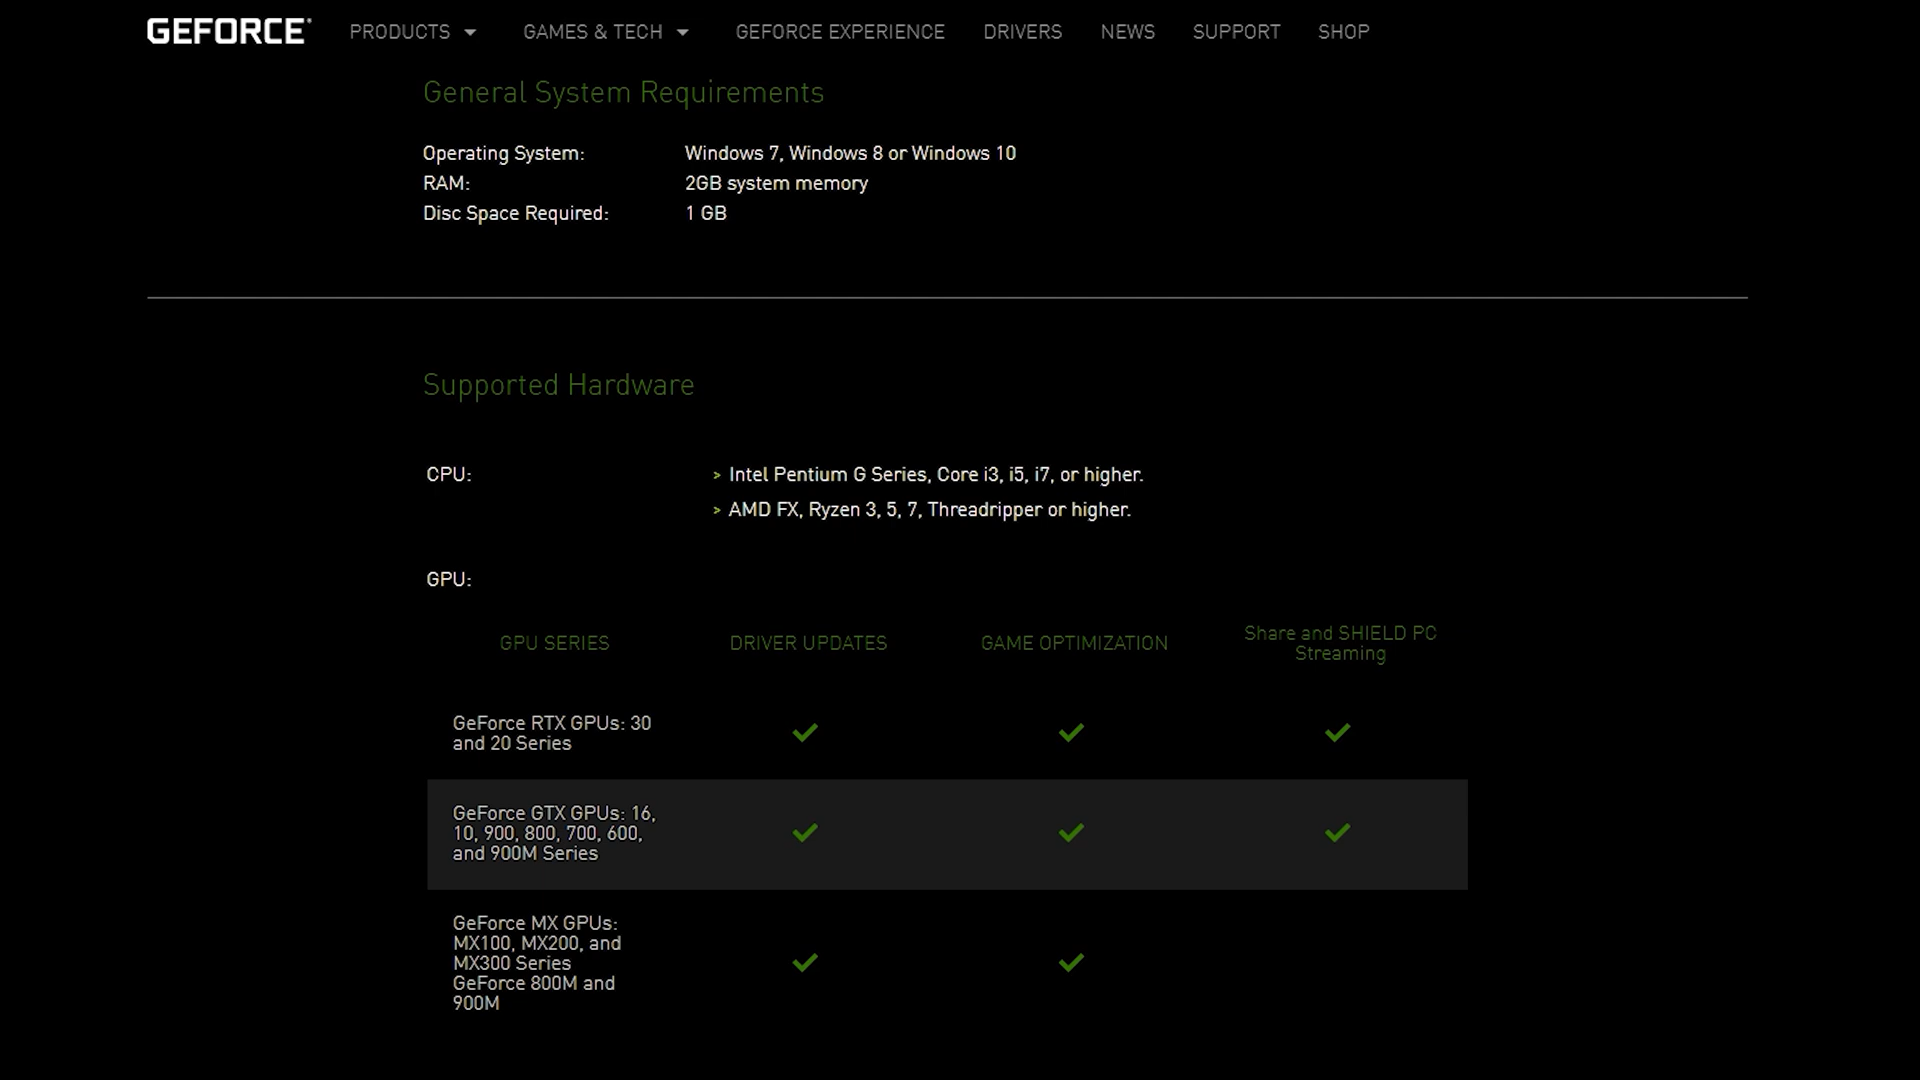 GEFORCE®
PRODUCTS
GAMES & TECH
GEFORCE EXPERIENCE
DRIVERS
NEWS
SUPPORT
SHOP
General System Requirements
Operating System: Windows 7, Windows 8 or Windows 10
RAM: 2GB system memory
Disc Space Required: 1 GB
Supported Hardware
CPU:
> Intel Pentium G Series, Core i3, i5, i7, or higher.
> AMD FX, Ryzen 3, 5, 7, Threadripper or higher.
GPU:
GPU SERIES
DRIVER UPDATES
GAME OPTIMIZATION
Share and SHIELD PC
Streaming
GeForce RTX GPUs: 30
and 20 Series
GeForce GTX GPUs: 16,
10, 900, 800, 700, 600,
and 900M Series
GeForce MX GPUs:
MX100, MX200, and
MX300 Series
GeForce 800M and
900M